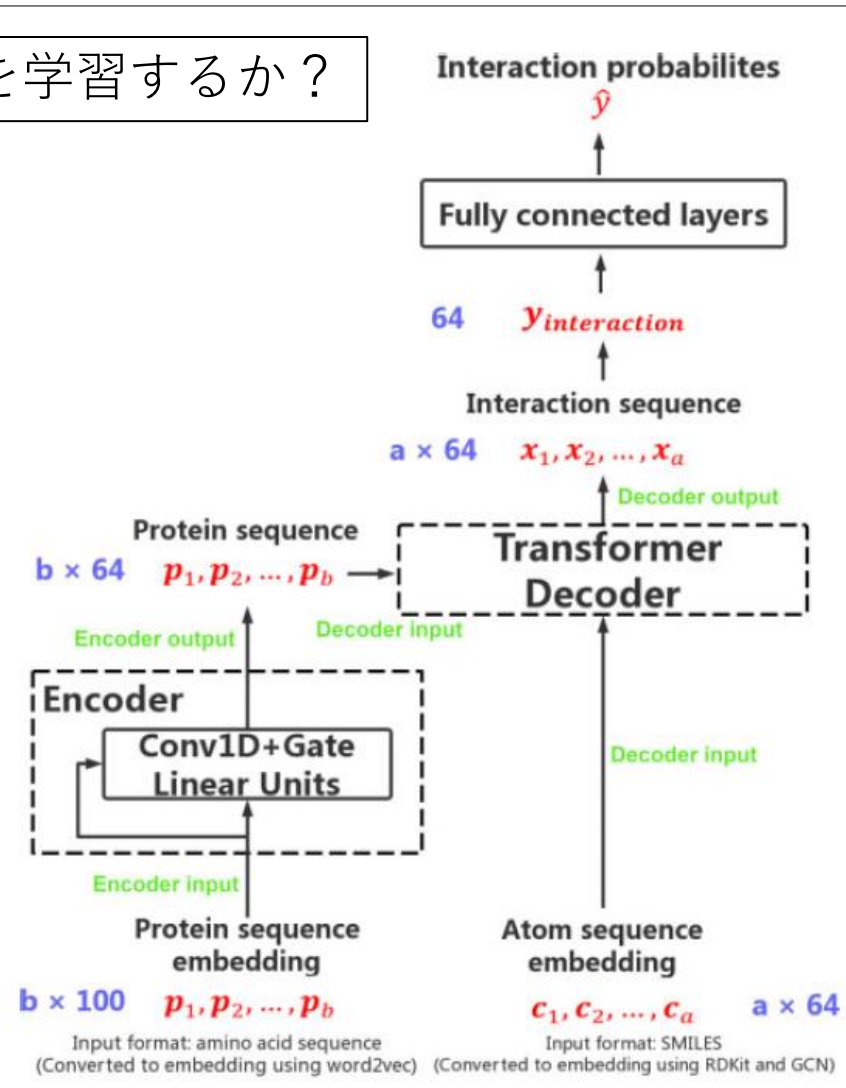 を学習するか？
Interaction probabilites
ŷ
Fully connected layers
64 y_interaction
Interaction sequence
a × 64 x₁, x₂, ..., xₐ
Decoder output
Protein sequence
b × 64 p₁, p₂, ..., p_b
Transformer
Decoder
Encoder output
Decoder input
Encoder
Conv1D+Gate
Linear Units
Decoder input
Encoder input
Protein sequence
embedding
b × 100 p₁, p₂, ..., p_b
Input format: amino acid sequence
(Converted to embedding using word2vec)
Atom sequence
embedding
c₁, c₂, ..., cₐ a × 64
Input format: SMILES
(Converted to embedding using RDKit and GCN)